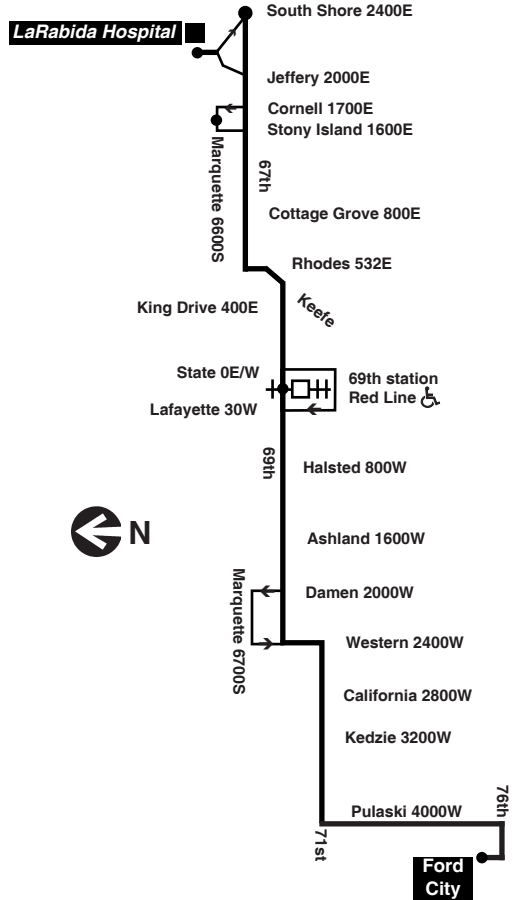 South Shore 2400E
LaRabida Hospital
Jeffery 2000E
Cornell 1700E
Stony Island 1600E
Marquette 6600S
67th
Cottage Grove 800E
Rhodes 532E
Keefe
King Drive 400E
State 0E/W
69th station
Red Line
Lafayette 30W
69th
Halsted 800W
N
Ashland 1600W
Damen 2000W
Marquette 6700S
Western 2400W
California 2800W
Kedzie 3200W
76th
Pulaski 4000W
71st
Ford
City